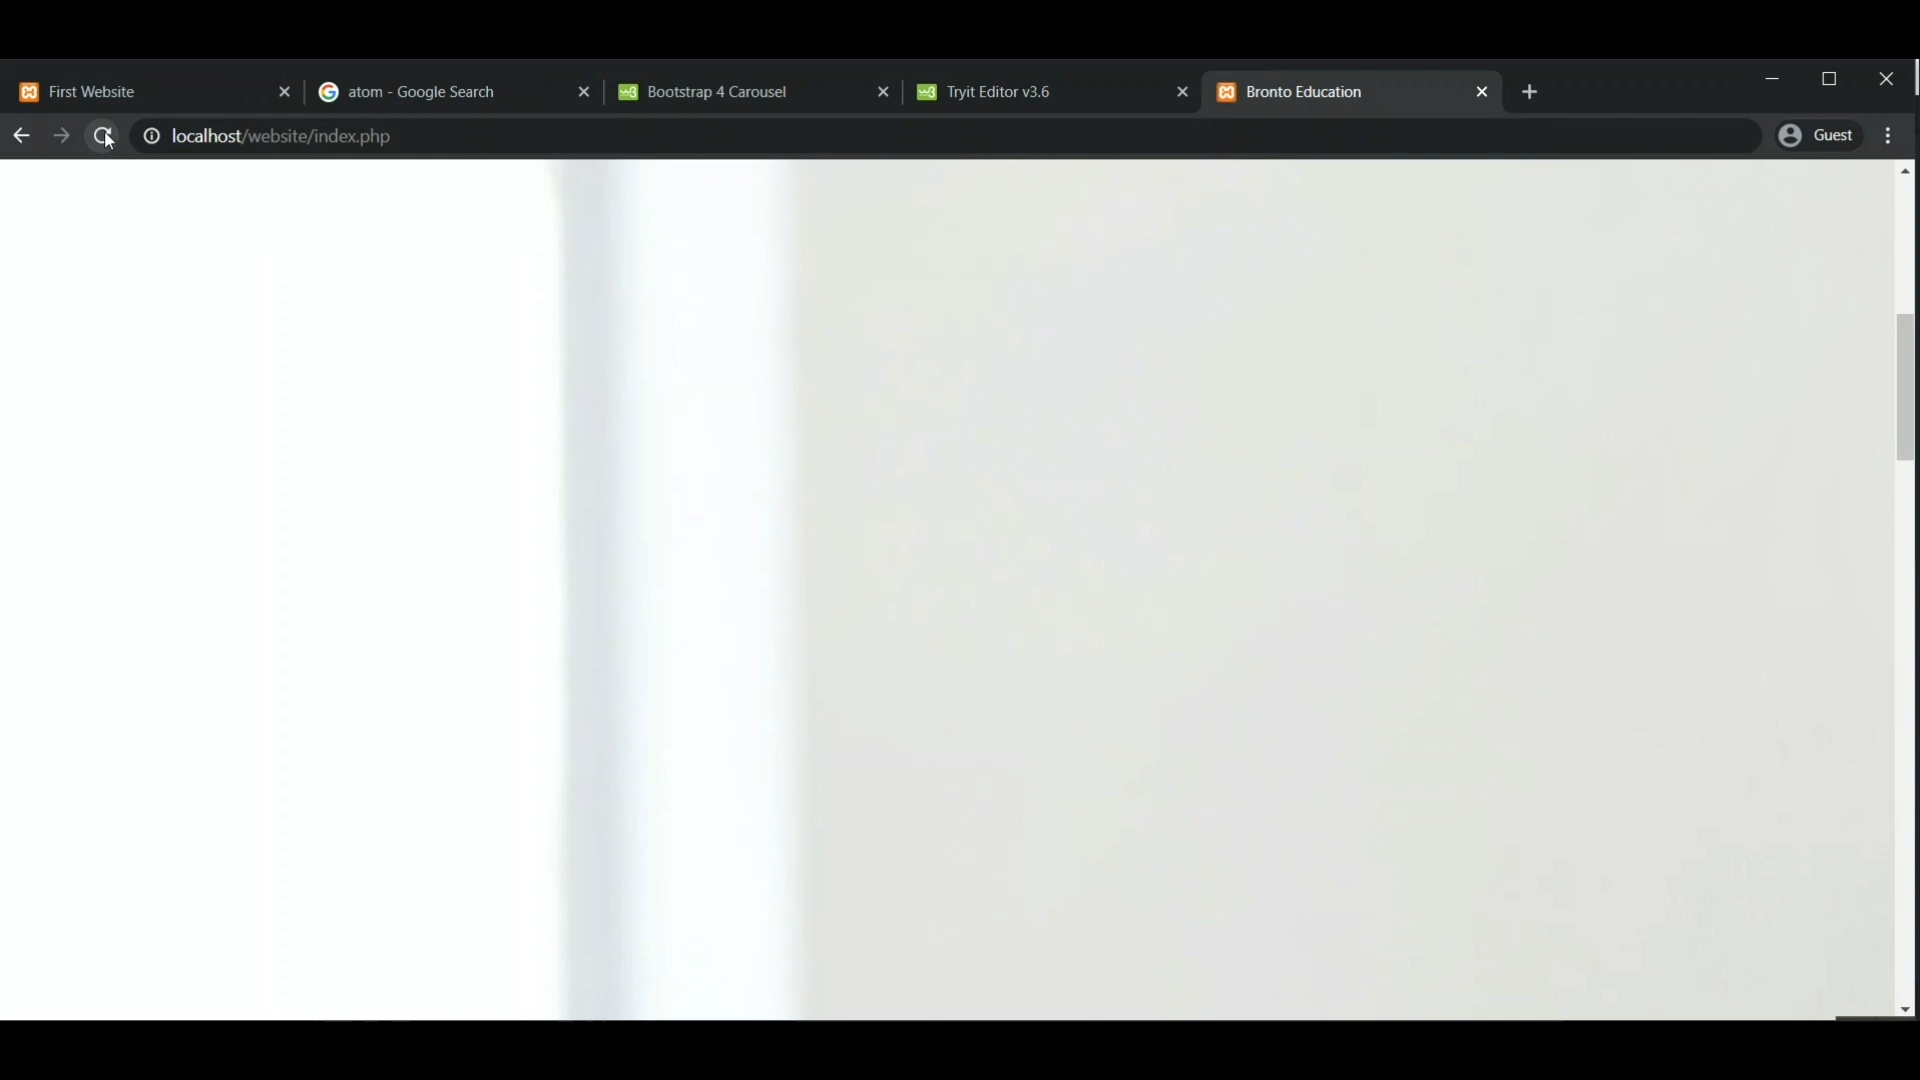 First Website
atom - Google Search
Bootstrap 4 Carousel
Tryit Editor v3.6
Bronto Education
localhost/website/index.php
Guest